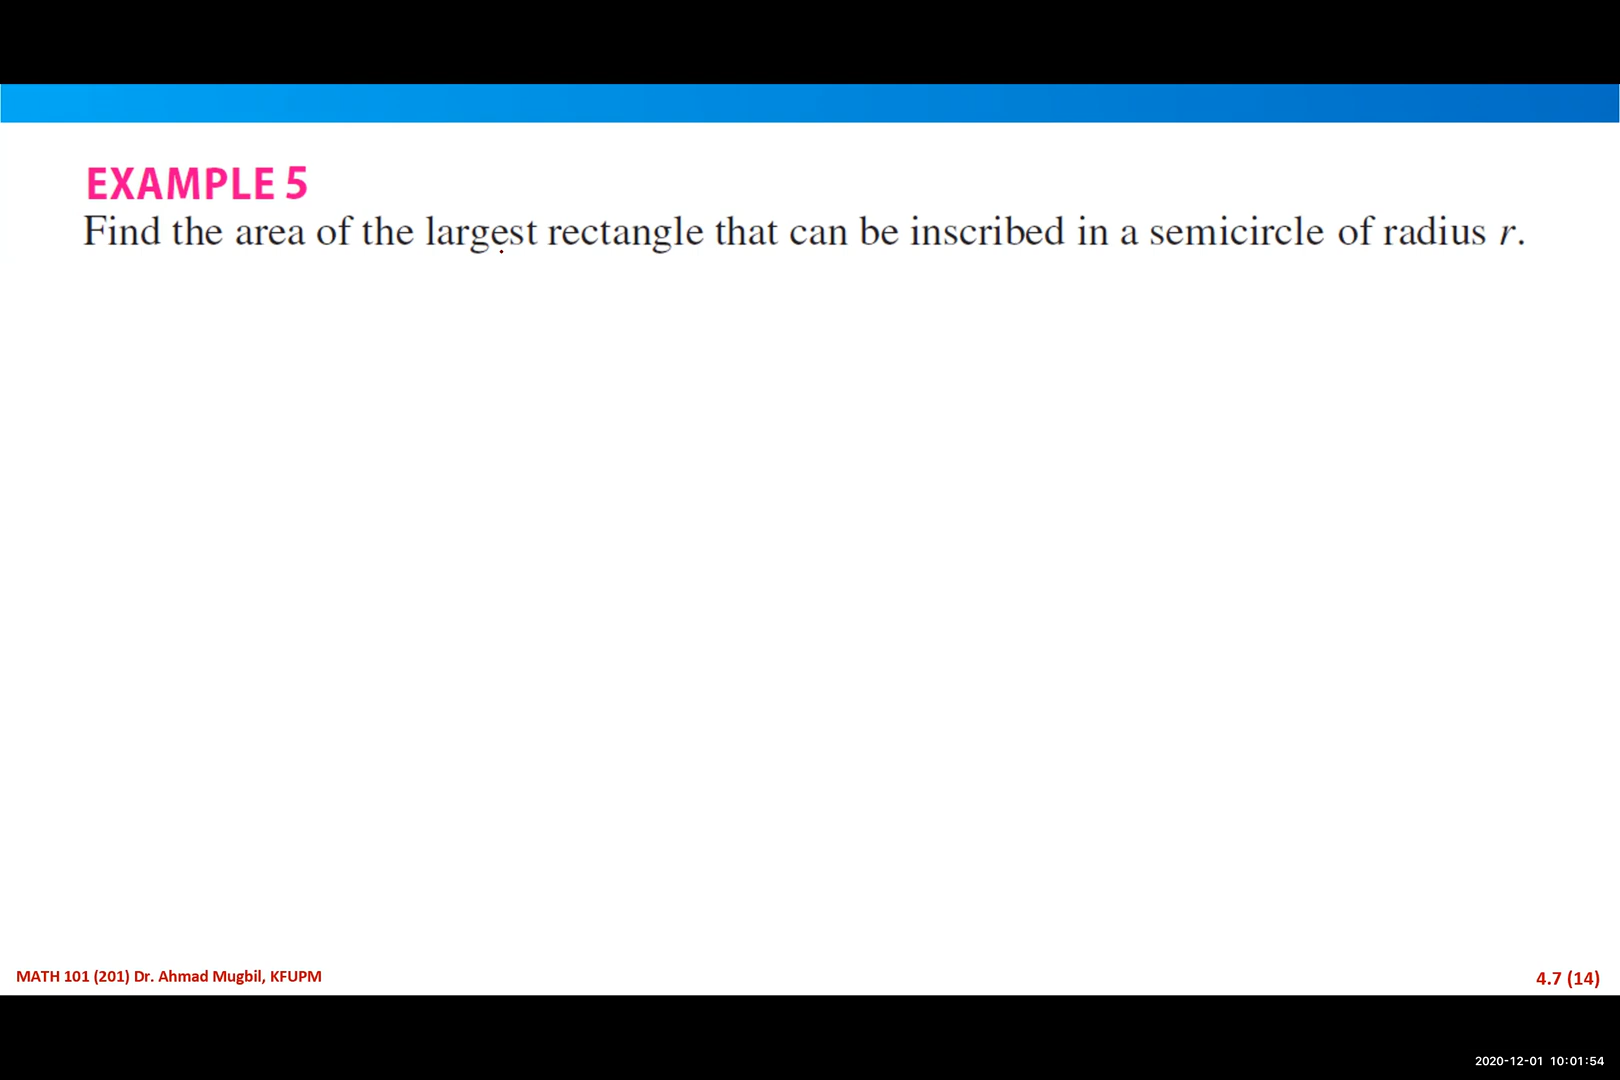 EXAMPLE 5
Find the area of the largest rectangle that can be inscribed in a semicircle of radius r.
MATH 101 (201) Dr. Ahmad Mugbil, KFUPM
4.7 (14)
2020-12-01 10:01:54